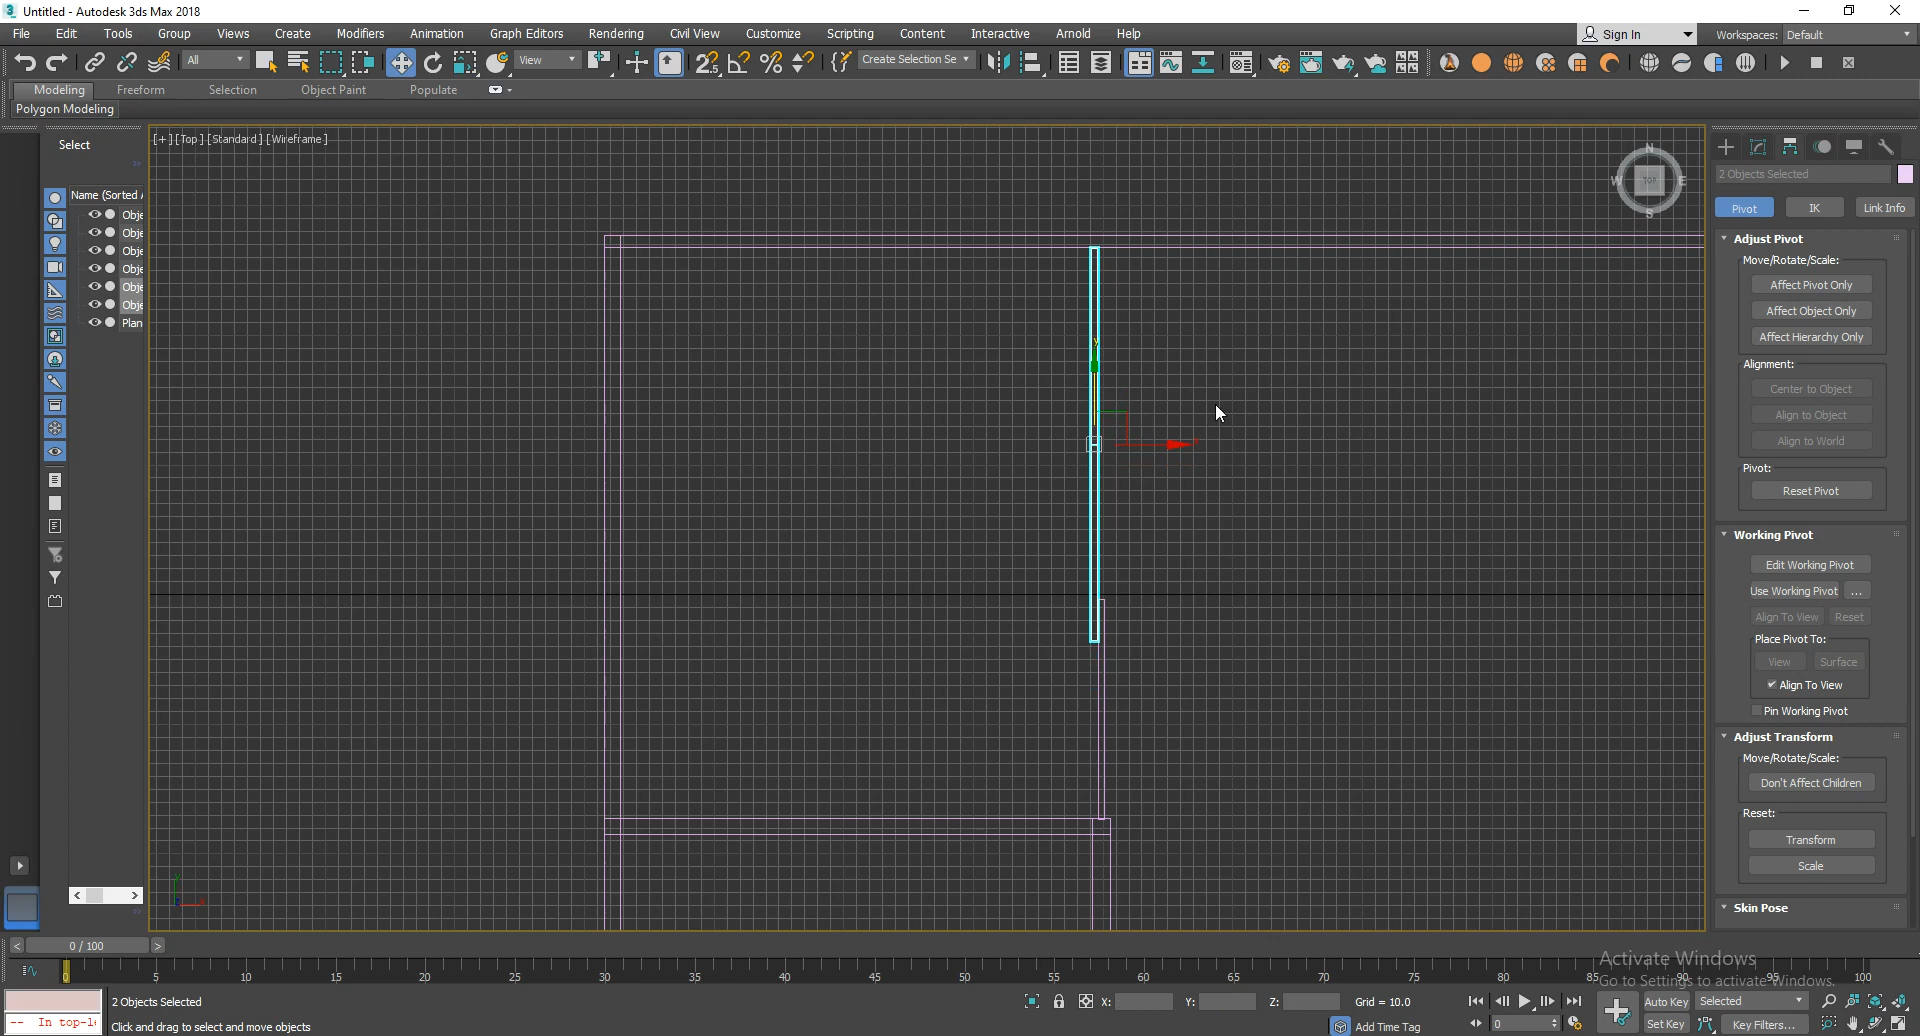 Untitled - Autodesk 3ds Max 2018
File Edit Tools Group Views Create Modifiers Animation Graph Editors Rendering Civil View Customize Scripting Content Interactive Arnold Help
Sign In Workspaces: Default
All View Create Selection Se
Modeling Freeform Selection Object Paint Populate
Polygon Modeling
Select
[+] [Top] [Standard] [Wireframe]
N
W TOP E
S
2 Objects Selected
Name (Sorted A
Obje
Obje
Obje
Obje
Obje
Obje
Plan
Pivot IK Link Info
Adjust Pivot
Move/Rotate/Scale:
Affect Pivot Only
Affect Object Only
Affect Hierarchy Only
Alignment:
Center to Object
Align to Object
Align to World
Pivot:
Reset Pivot
Working Pivot
Edit Working Pivot
Use Working Pivot ...
Align To View Reset
Place Pivot To:
View Surface
Align To View
Pin Working Pivot
Adjust Transform
Move/Rotate/Scale:
Don't Affect Children
Reset:
Transform
Scale
Skin Pose
y
x
< 0 / 100 >
0 5 10 15 20 25 30 35 40 45 50 55 60 65 70 75 80 85 90 95 100
Activate Windows
Go to Settings to activate Windows.
2 Objects Selected
X: Y: Z: Grid = 10.0
Auto Key Selected
-- In top-l
Click and drag to select and move objects
Add Time Tag
0
Set Key Key Filters...